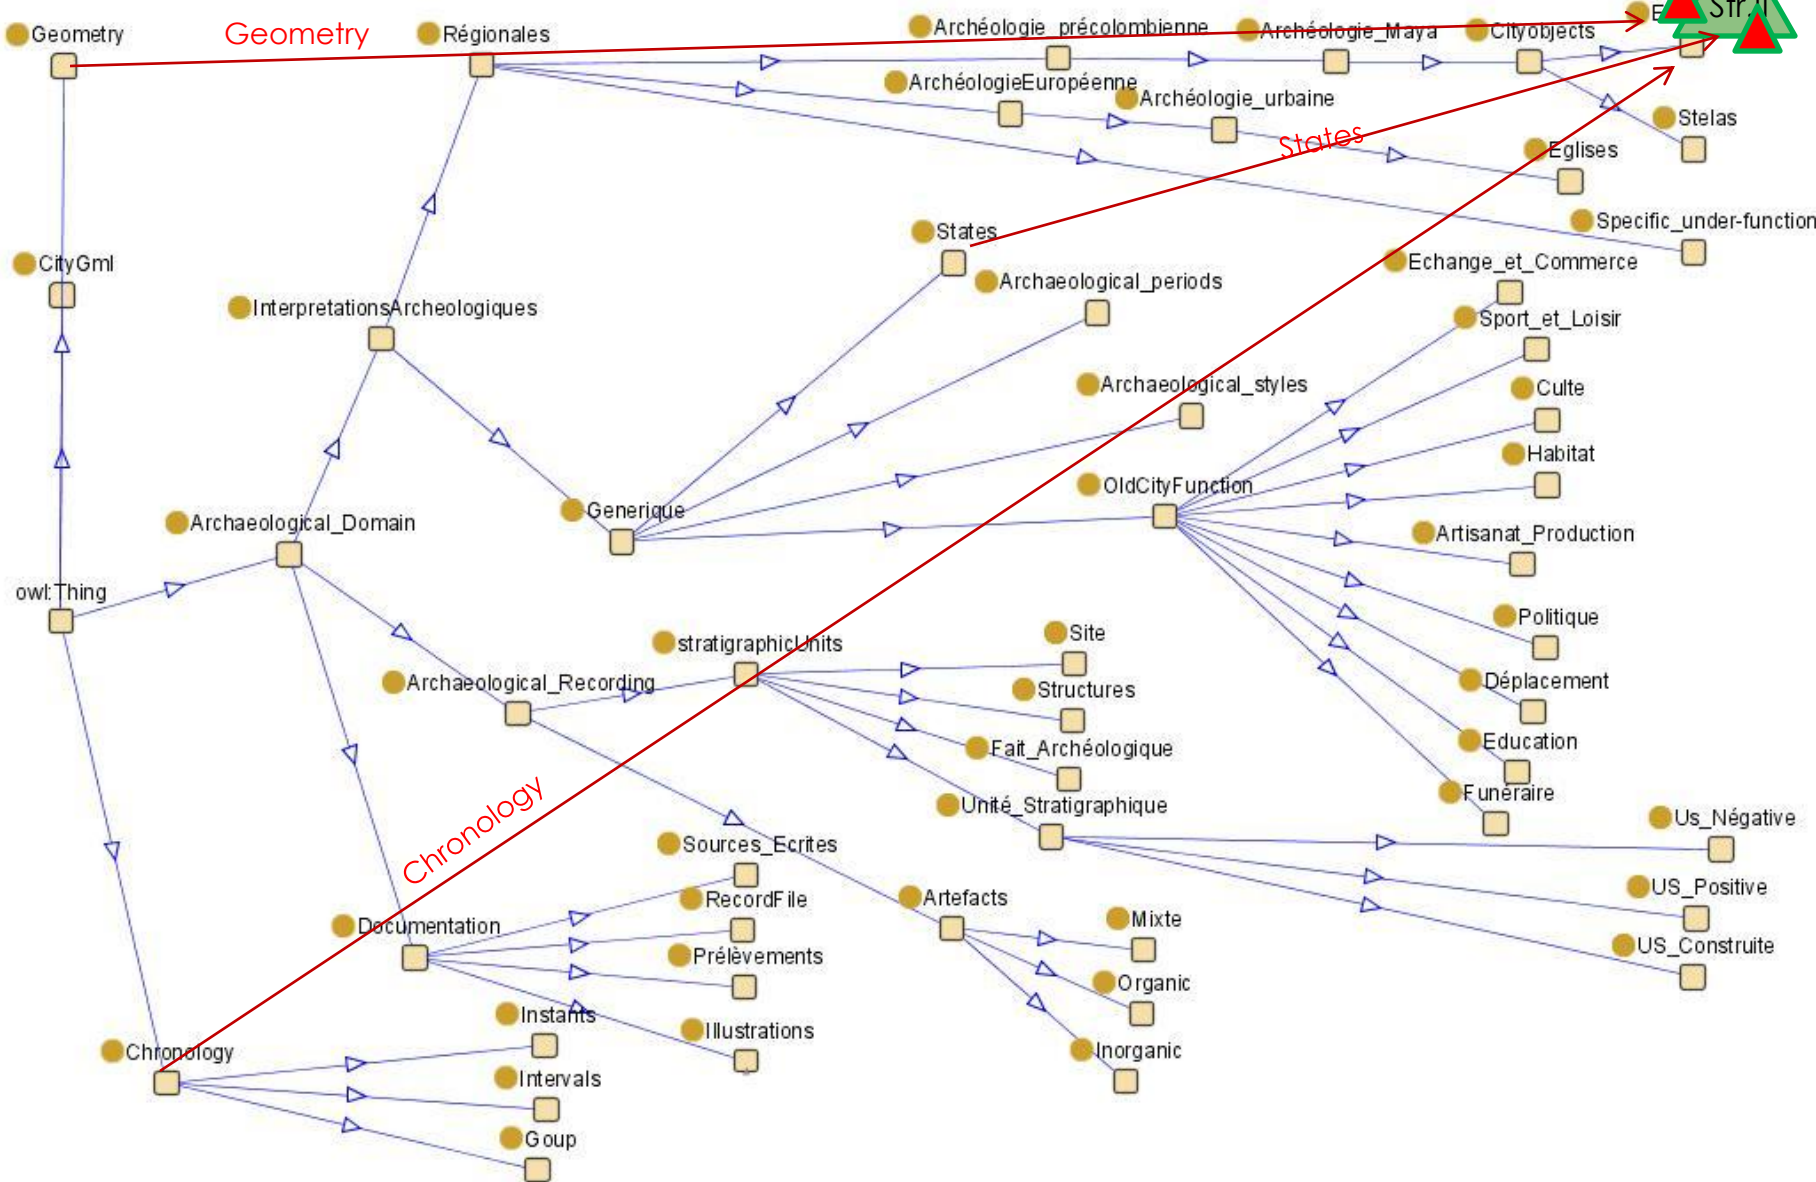 Geometry
Geometry
Régionales
Archéologie_précolombienne
Archéologie_Maya
Cityobjects
ArchéologieEuropéenne
Archéologie_urbaine
Stelas
States
Eglises
Specific_under-function
States
CityGml
Echange_et_Commerce
Archaeological_periods
InterpretationsArcheologiques
Sport_et_Loisir
Archaeological_styles
Culte
Habitat
OldCityFunction
Generique
Archaeological_Domain
Artisanat_Production
owl:Thing
Politique
Site
stratigraphicUnits
Archaeological_Recording
Structures
Déplacement
Education
Fait_Archéologique
Funéraire
Unité_Stratigraphique
Us_Négative
Chronology
Sources_Ecrites
RecordFile
Artefacts
US_Positive
Mixte
Documentation
US_Construite
Prélèvements
Organic
Instants
Illustrations
Chronology
Inorganic
Intervals
Goup